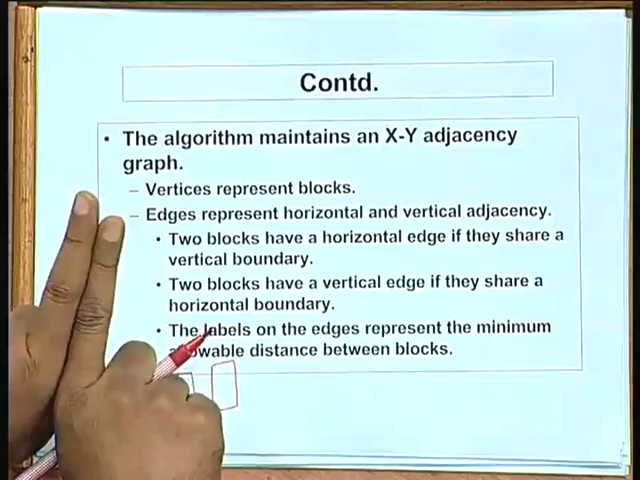 Contd.
• The algorithm maintains an X-Y adjacency
graph.
– Vertices represent blocks.
– Edges represent horizontal and vertical adjacency.
• Two blocks have a horizontal edge if they share a
vertical boundary.
• Two blocks have a vertical edge if they share a
horizontal boundary.
• The labels on the edges represent the minimum
allowable distance between blocks.